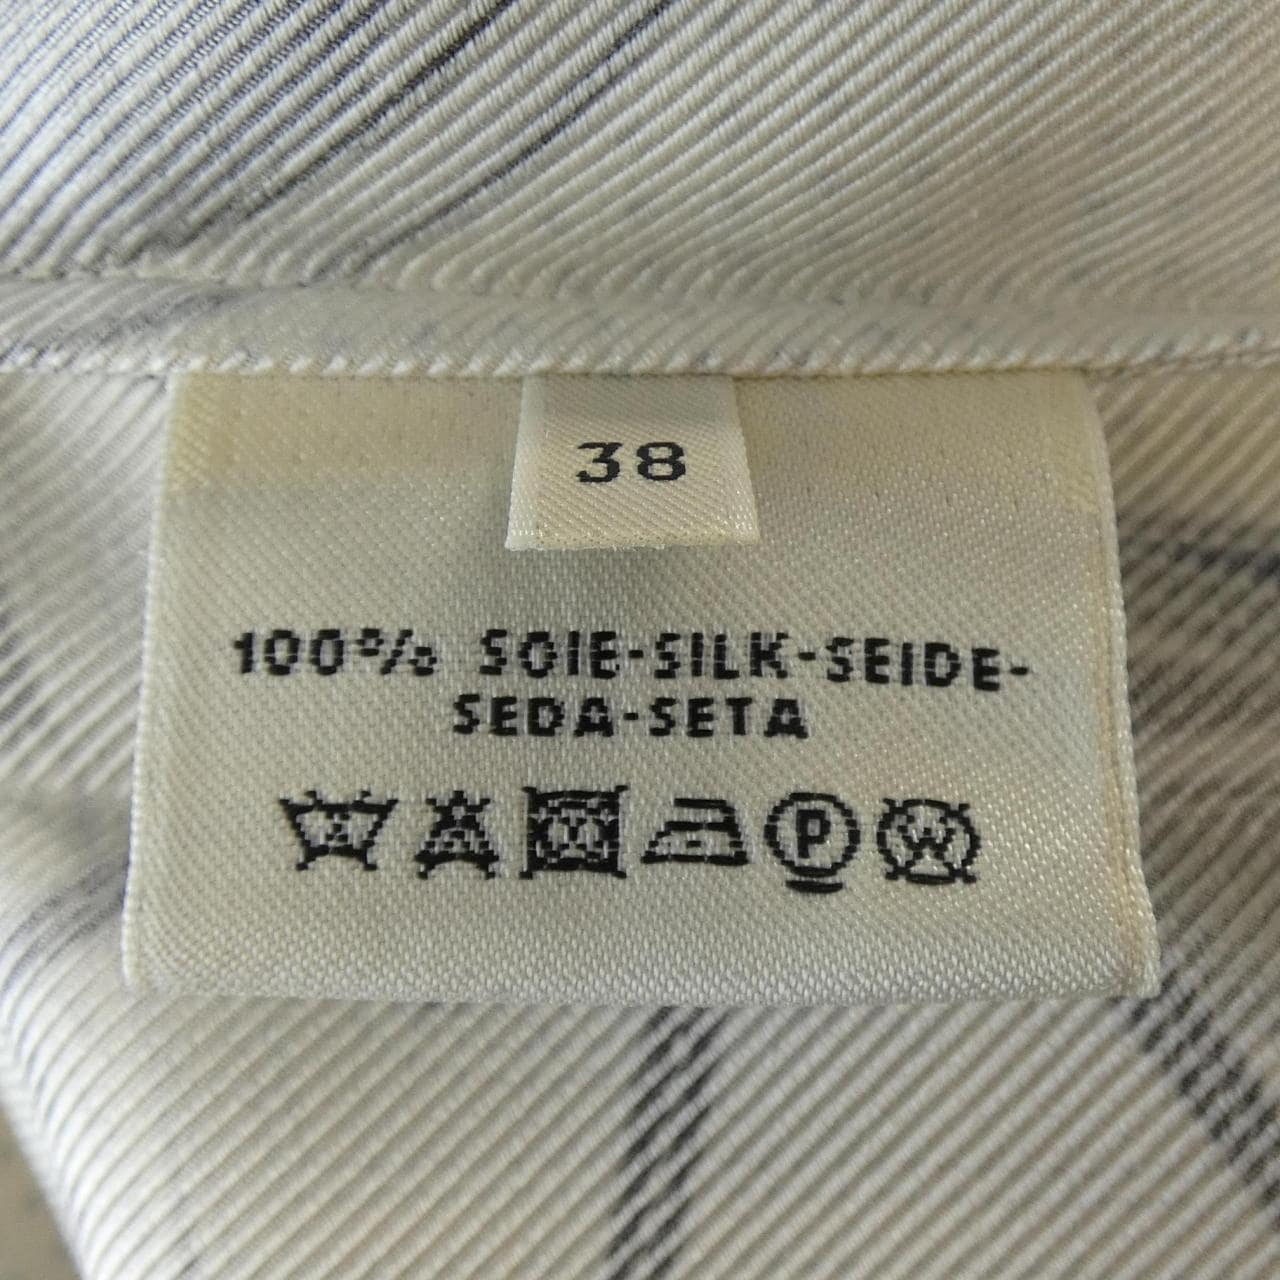 38
100% SOIE-SILK-SEIDE-
SEDA-SETA
P W